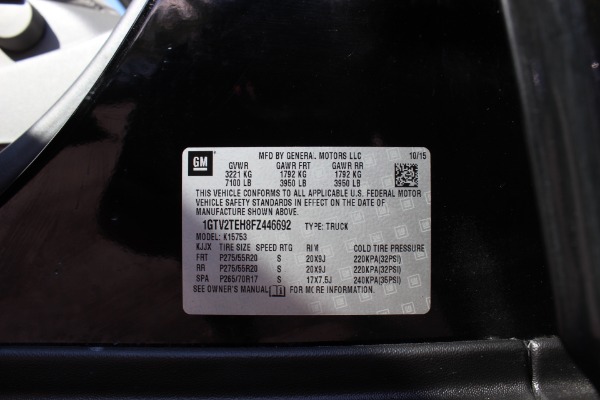 GM
MFD BY GENERAL MOTORS LLC 10/15
GVWR GAWR FRT GAWR RR
3221 KG 1792 KG 1792 KG
7100 LB 3950 LB 3950 LB
THIS VEHICLE CONFORMS TO ALL APPLICABLE U.S. FEDERAL MOTOR
VEHICLE SAFETY STANDARDS IN EFFECT ON THE DATE OF
MANUFACTURE SHOWN ABOVE.
1GTV2TEH8FZ446692 TYPE: TRUCK
MODEL: K15753
KJJX TIRE SIZE SPEED RTG RIM COLD TIRE PRESSURE
FRT P275/55R20 S 20X9J 220KPA(32PSI)
RR P275/55R20 S 20X9J 220KPA(32PSI)
SPA P265/70R17 S 17X7.5J 240KPA(35PSI)
SEE OWNER'S MANUAL FOR MORE INFORMATION